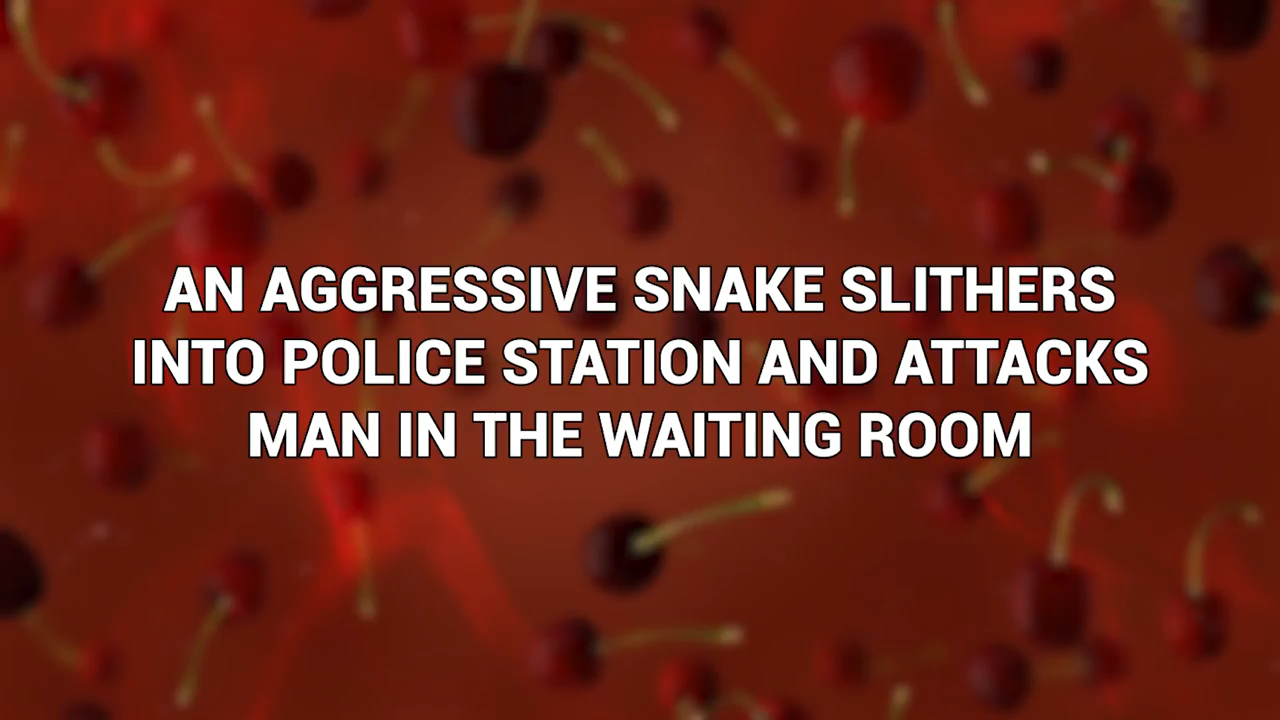 AN AGGRESSIVE SNAKE SLITHERS
INTO POLICE STATION AND ATTACKS
MAN IN THE WAITING ROOM